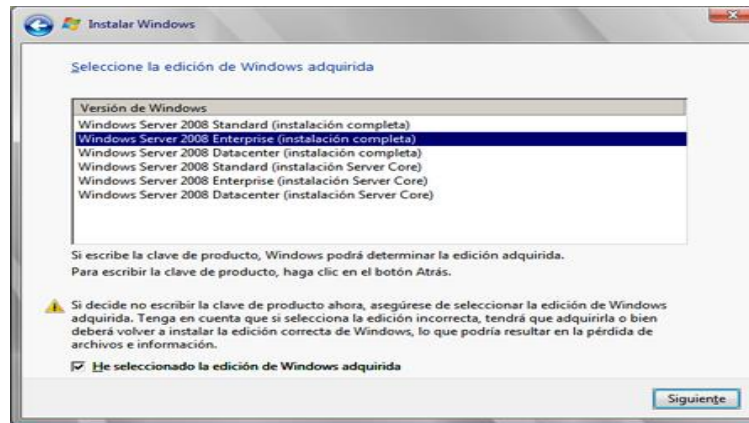 Instalar Windows
Seleccione la edición de Windows adquirida
Versión de Windows
Windows Server 2008 Standard (instalación completa)
Windows Server 2008 Enterprise (instalación completa)
Windows Server 2008 Datacenter (instalación completa)
Windows Server 2008 Standard (instalación Server Core)
Windows Server 2008 Enterprise (instalación Server Core)
Windows Server 2008 Datacenter (instalación Server Core)
Si escribe la clave de producto, Windows podrá determinar la edición adquirida.
Para escribir la clave de producto, haga clic en el botón Atrás.
Si decide no escribir la clave de producto ahora, asegúrese de seleccionar la edición de Windows
adquirida. Tenga en cuenta que si selecciona la edición incorrecta, tendrá que adquirirla o bien
deberá volver a instalar la edición correcta de Windows, lo que podría resultar en la pérdida de
archivos e información.
He seleccionado la edición de Windows adquirida
Siguiente